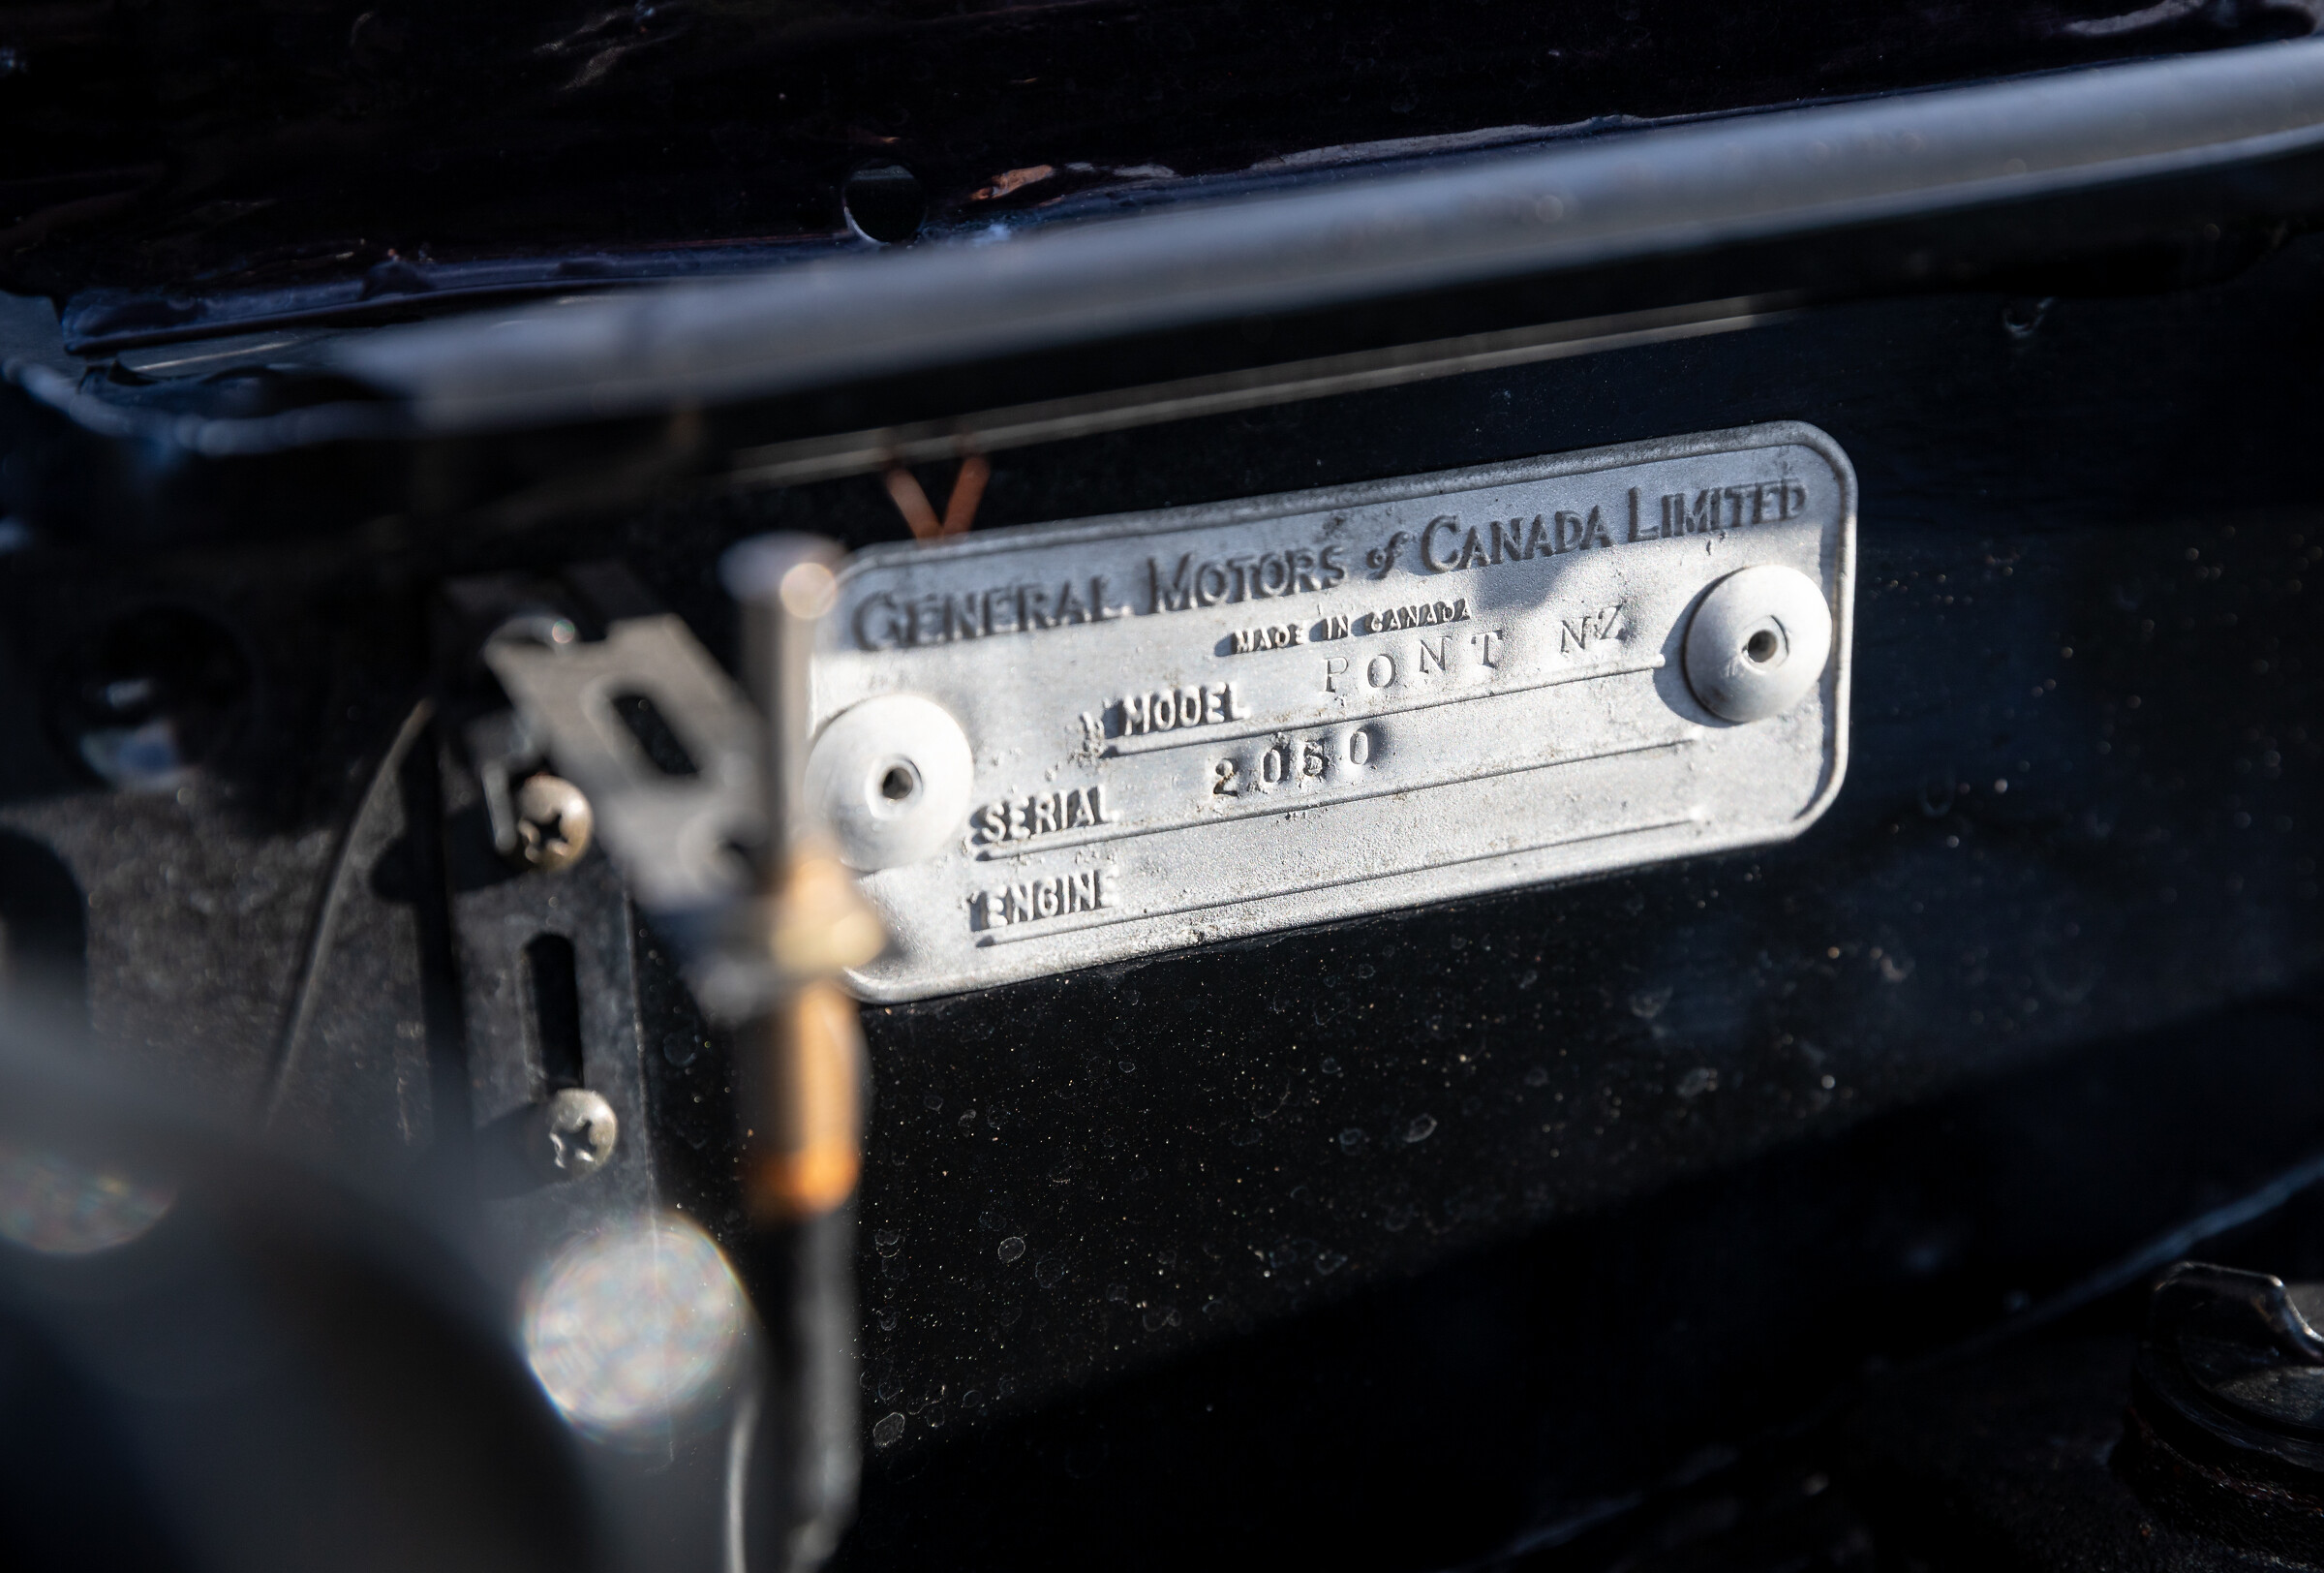 GENERAL MOTORS of CANADA LIMITED
MADE IN CANADA
MODEL PONT NZ
SERIAL 2050
ENGINE